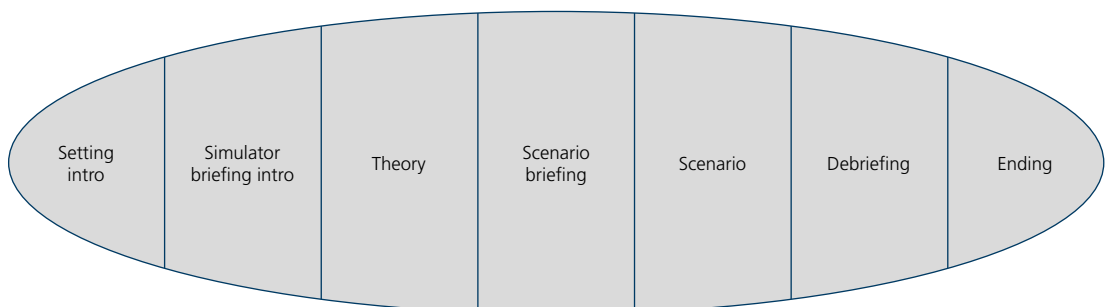 Setting
intro
Simulator
briefing intro
Theory
Scenario
briefing
Scenario
Debriefing
Ending